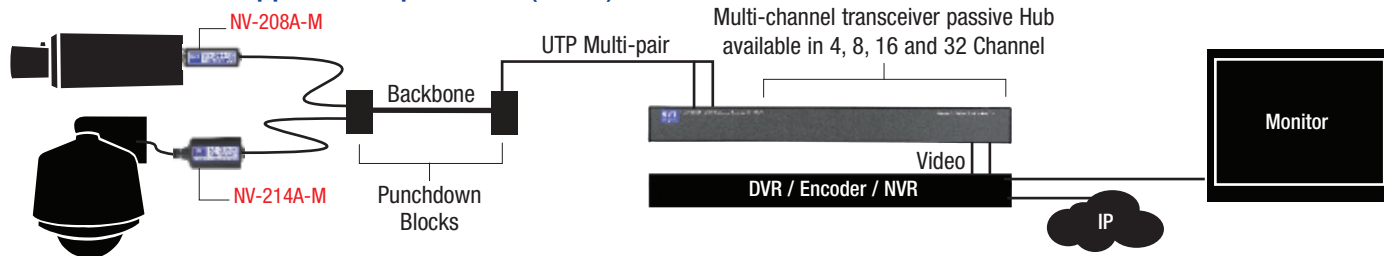 NV-208A-M
UTP Multi-pair
Multi-channel transceiver passive Hub
available in 4, 8, 16 and 32 Channel
Backbone
Monitor
Video
NV-214A-M
Punchdown
Blocks
DVR / Encoder / NVR
IP